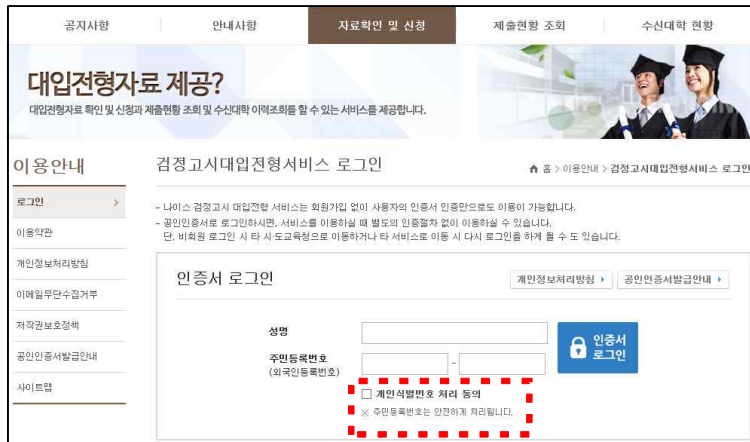 공지사항
안내사항
자료확인 및 신청
제출현황 조회
수신대학 현황
대입전형자료 제공?
대입전형자료 확인 및 신청과 제출현황 조회 및 수신대학 이력조회를 할 수 있는 서비스를 제공합니다.
이용안내
로그인 >
이용약관
개인정보처리방침
이메일무단수집거부
저작권보호정책
공인인증서발급안내
사이트맵
검정고시대입전형서비스 로그인
홈 > 이용안내 > 검정고시대입전형서비스 로그인
- 나이스 검정고시 대입전형 서비스는 회원가입 없이 사용자의 인증서 인증만으로도 이용이 가능합니다.
- 공인인증서로 로그인하시면, 서비스를 이용하실 때 별도의 인증절차 없이 이용하실 수 있습니다.
단, 비회원 로그인 시 타 시·도교육청으로 이동하거나 타 서비스로 이동 시 다시 로그인을 하게 될 수 도 있습니다.
인증서 로그인
개인정보처리방침
공인인증서발급안내
성명
주민등록번호
(외국인등록번호)
-
인증서
로그인
개인식별번호 처리 동의
※ 주민등록번호는 안전하게 처리됩니다.